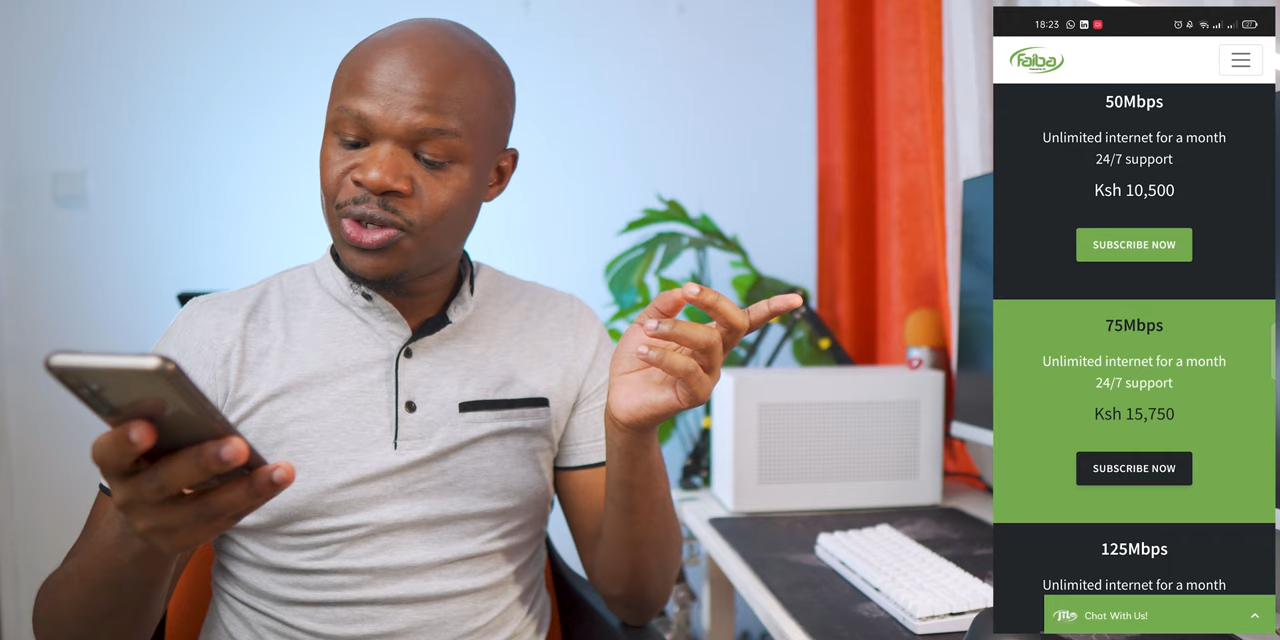 18:23
faiba
50Mbps
Unlimited internet for a month
24/7 support
Ksh 10,500
SUBSCRIBE NOW
75Mbps
Unlimited internet for a month
24/7 support
Ksh 15,750
SUBSCRIBE NOW
125Mbps
Unlimited internet for a month
Chat With Us!